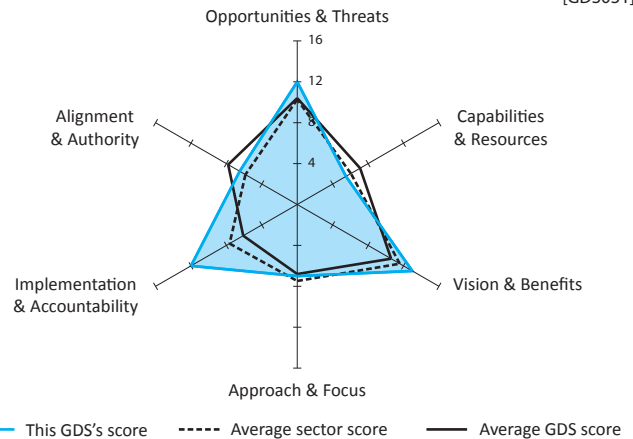 Opportunities & Threats
16
12
8
4
Alignment
& Authority
Capabilities
& Resources
Implementation
& Accountability
Vision & Benefits
Approach & Focus
This GDS's score
Average sector score
Average GDS score